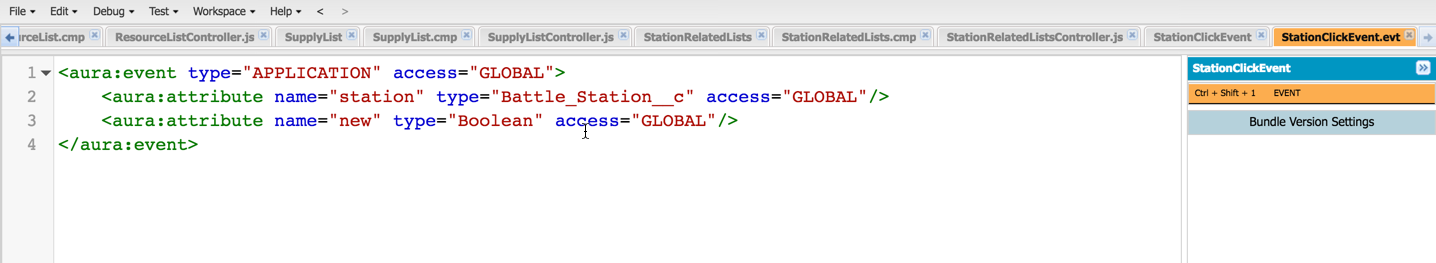 File Edit Debug Test Workspace Help < >
urceList.cmp ResourceListController.js SupplyList SupplyList.cmp SupplyListController.js StationRelatedLists StationRelatedLists.cmp StationRelatedListsController.js StationClickEvent StationClickEvent.evt
1 <aura:event type="APPLICATION" access="GLOBAL">
2 <aura:attribute name="station" type="Battle_Station__c" access="GLOBAL"/>
3 <aura:attribute name="new" type="Boolean" access="GLOBAL"/>
4 </aura:event>
StationClickEvent
Ctrl + Shift + 1 EVENT
Bundle Version Settings